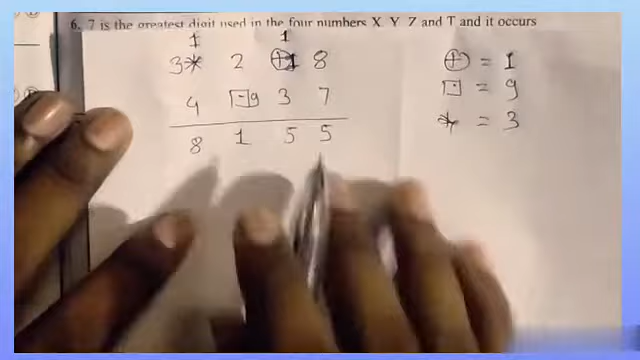 6. 7 is the greatest digit used in the four numbers X, Y, Z and T and it occurs
1 1
3* 2 ⊕1 8 ⊕ = 1
4 ⊡9 3 7 ⊡ = 9
8 1 5 5 * = 3